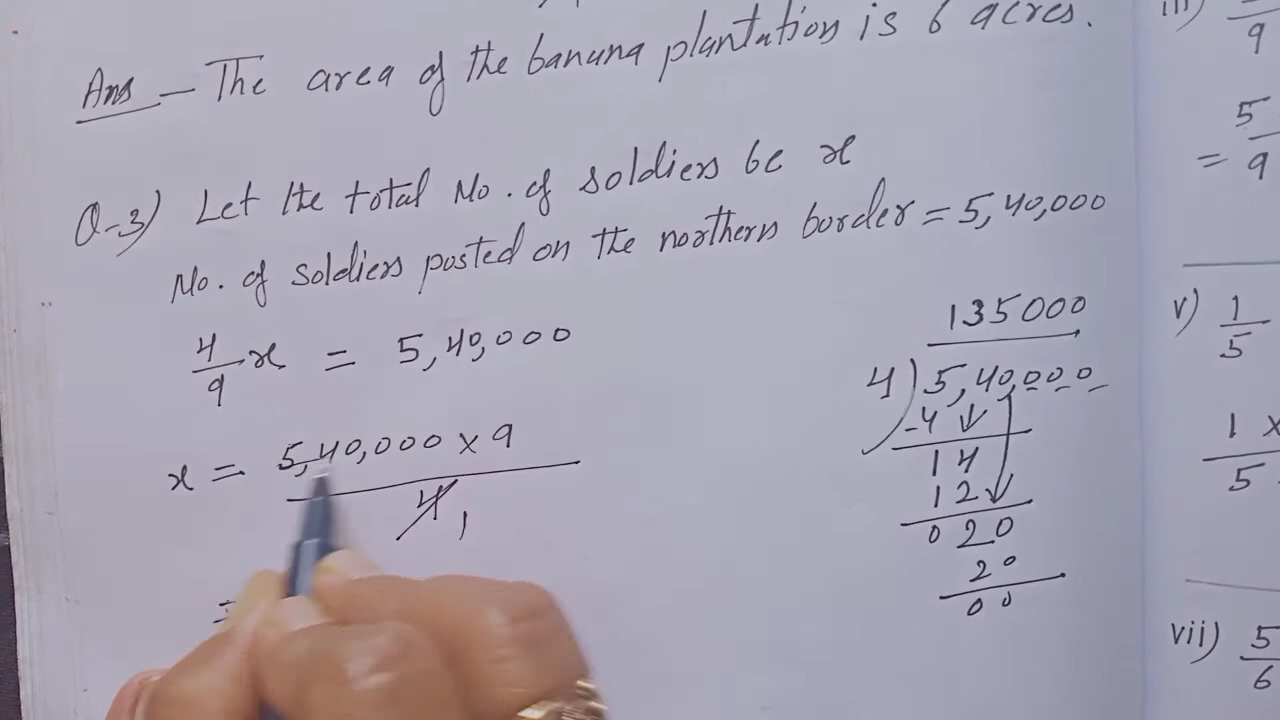 Ans - The area of the banuna plantation is 6 acres.
Q-3) Let the total No. of soldiers be x
No. of soldiers posted on the northern border = 5,40,000
4/9 x = 5,40,000
x = 5,40,000 x 9
4 1
=
135000
4) 5,40,000
-4
14
12
020
20
00
iii)
9
= 5
9
v) 1
5
1 x
5
vii) 5
6